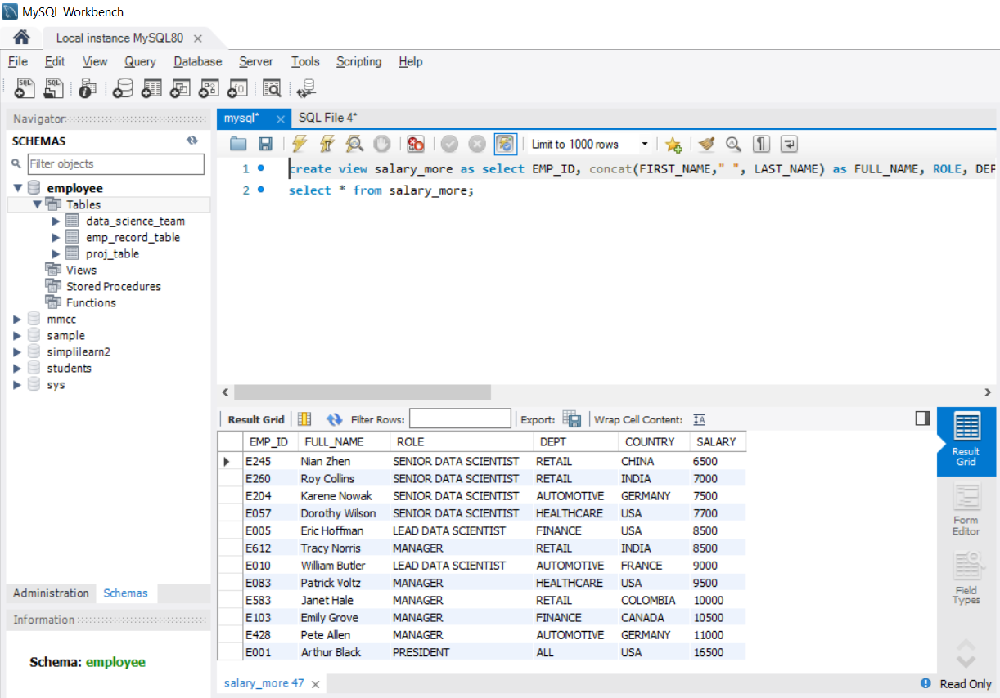 MySQL Workbench
Local instance MySQL80
File Edit View Query Database Server Tools Scripting Help
Navigator
SCHEMAS
Filter objects
employee
Tables
data_science_team
emp_record_table
proj_table
Views
Stored Procedures
Functions
mmcc
sample
simplilearn2
students
sys
Administration Schemas
Information
Schema: employee
mysql* SQL File 4*
Limit to 1000 rows
1 create view salary_more as select EMP_ID, concat(FIRST_NAME," ", LAST_NAME) as FULL_NAME, ROLE, DEP
2 select * from salary_more;
Result Grid Filter Rows: Export: Wrap Cell Content:
EMP_ID FULL_NAME ROLE DEPT COUNTRY SALARY
E245 Nian Zhen SENIOR DATA SCIENTIST RETAIL CHINA 6500
E260 Roy Collins SENIOR DATA SCIENTIST RETAIL INDIA 7000
E204 Karene Nowak SENIOR DATA SCIENTIST AUTOMOTIVE GERMANY 7500
E057 Dorothy Wilson SENIOR DATA SCIENTIST HEALTHCARE USA 7700
E005 Eric Hoffman LEAD DATA SCIENTIST FINANCE USA 8500
E612 Tracy Norris MANAGER RETAIL INDIA 8500
E010 William Butler LEAD DATA SCIENTIST AUTOMOTIVE FRANCE 9000
E083 Patrick Voltz MANAGER HEALTHCARE USA 9500
E583 Janet Hale MANAGER RETAIL COLOMBIA 10000
E103 Emily Grove MANAGER FINANCE CANADA 10500
E428 Pete Allen MANAGER AUTOMOTIVE GERMANY 11000
E001 Arthur Black PRESIDENT ALL USA 16500
Result
Grid
Form
Editor
Field
Types
salary_more 47
Read Only